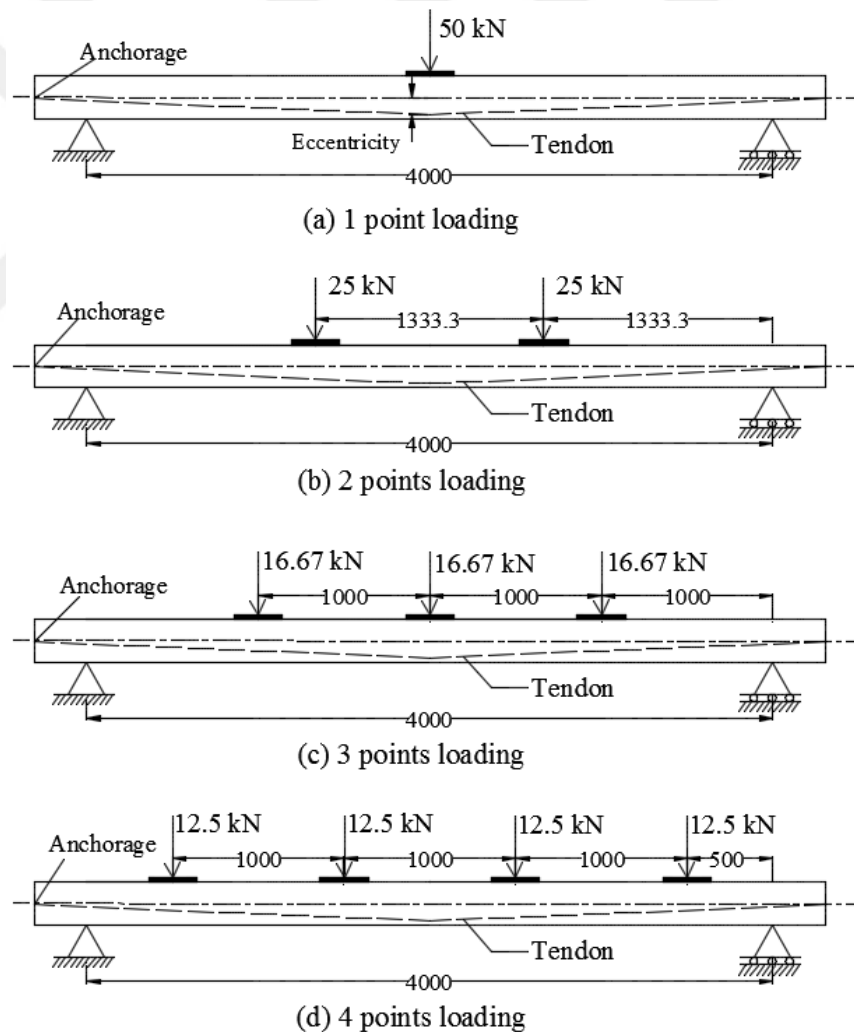 50 kN
Anchorage
Eccentricity
Tendon
4000
(a) 1 point loading
25 kN 25 kN
Anchorage
1333.3 1333.3
Tendon
4000
(b) 2 points loading
16.67 kN 16.67 kN 16.67 kN
Anchorage
1000 1000 1000
Tendon
4000
(c) 3 points loading
12.5 kN 12.5 kN 12.5 kN 12.5 kN
Anchorage
1000 1000 1000 500
Tendon
4000
(d) 4 points loading